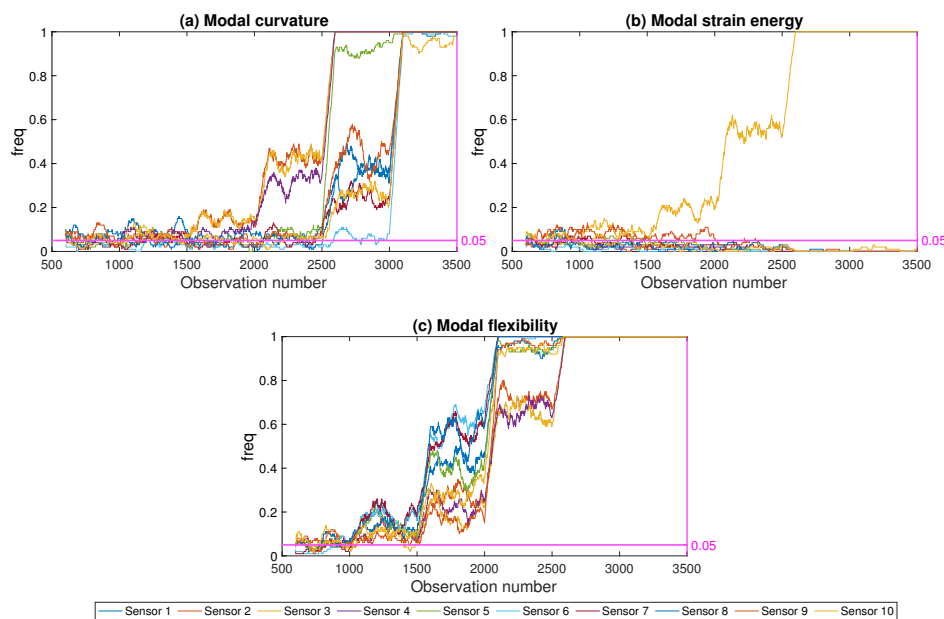 (a) Modal curvature
1
0.8
0.6
0.4
0.2
0
freq
0.05
500 1000 1500 2000 2500 3000 3500
Observation number
(b) Modal strain energy
1
0.8
0.6
0.4
0.2
0
freq
0.05
500 1000 1500 2000 2500 3000 3500
Observation number
(c) Modal flexibility
1
0.8
0.6
0.4
0.2
0
freq
0.05
500 1000 1500 2000 2500 3000 3500
Observation number
Sensor 1 Sensor 2 Sensor 3 Sensor 4 Sensor 5 Sensor 6 Sensor 7 Sensor 8 Sensor 9 Sensor 10